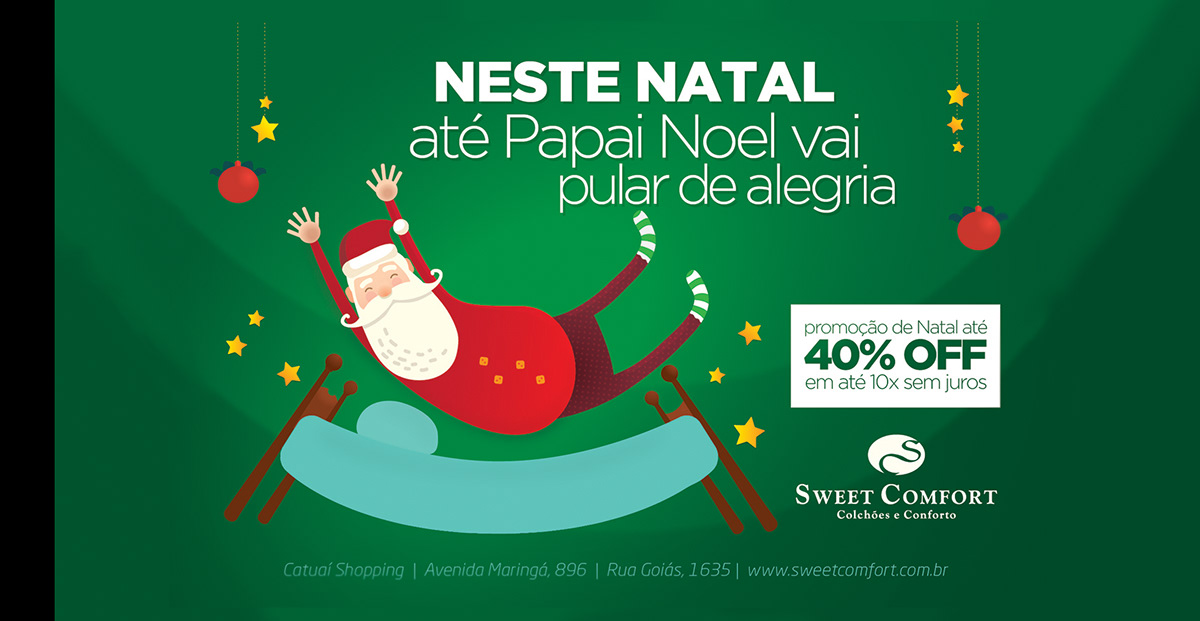 NESTE NATAL
até Papai Noel vai
pular de alegria
promoção de Natal até
40% OFF
em até 10x sem juros
S
SWEET COMFORT
Colchões e Conforto
Catuaí Shopping | Avenida Maringá, 896 | Rua Goiás, 1635 | www.sweetcomfort.com.br